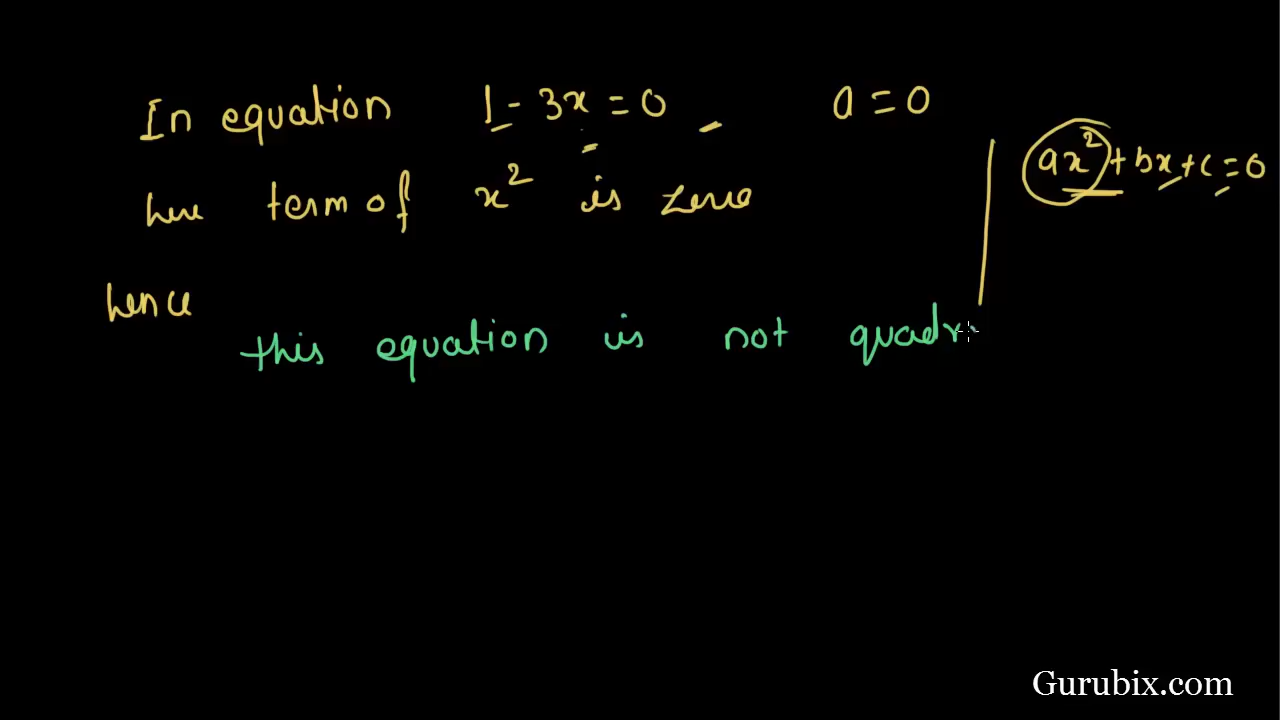 In equation 1 - 3x = 0 , a = 0
ax² + bx + c = 0
here term of x² is zero
hence
this equation is not quadr
Gurubix.com